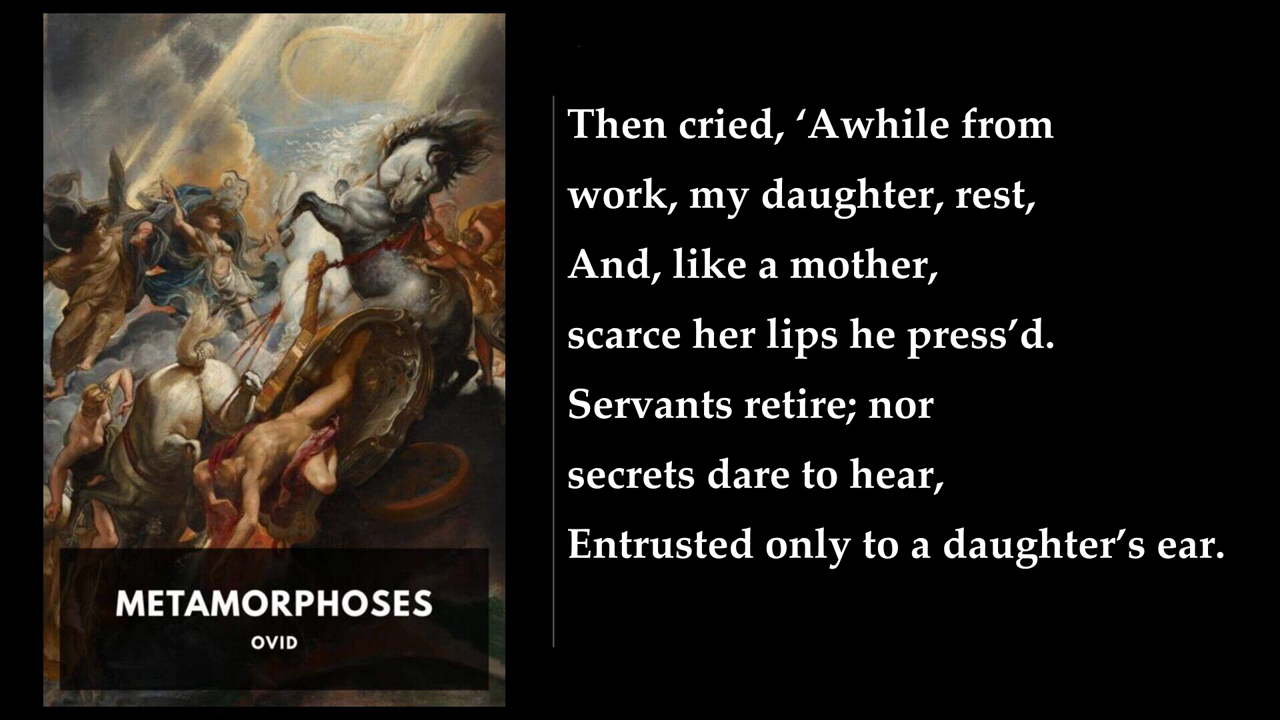 METAMORPHOSES
OVID
Then cried, ‘Awhile from
work, my daughter, rest,
And, like a mother,
scarce her lips he press’d.
Servants retire; nor
secrets dare to hear,
Entrusted only to a daughter’s ear.